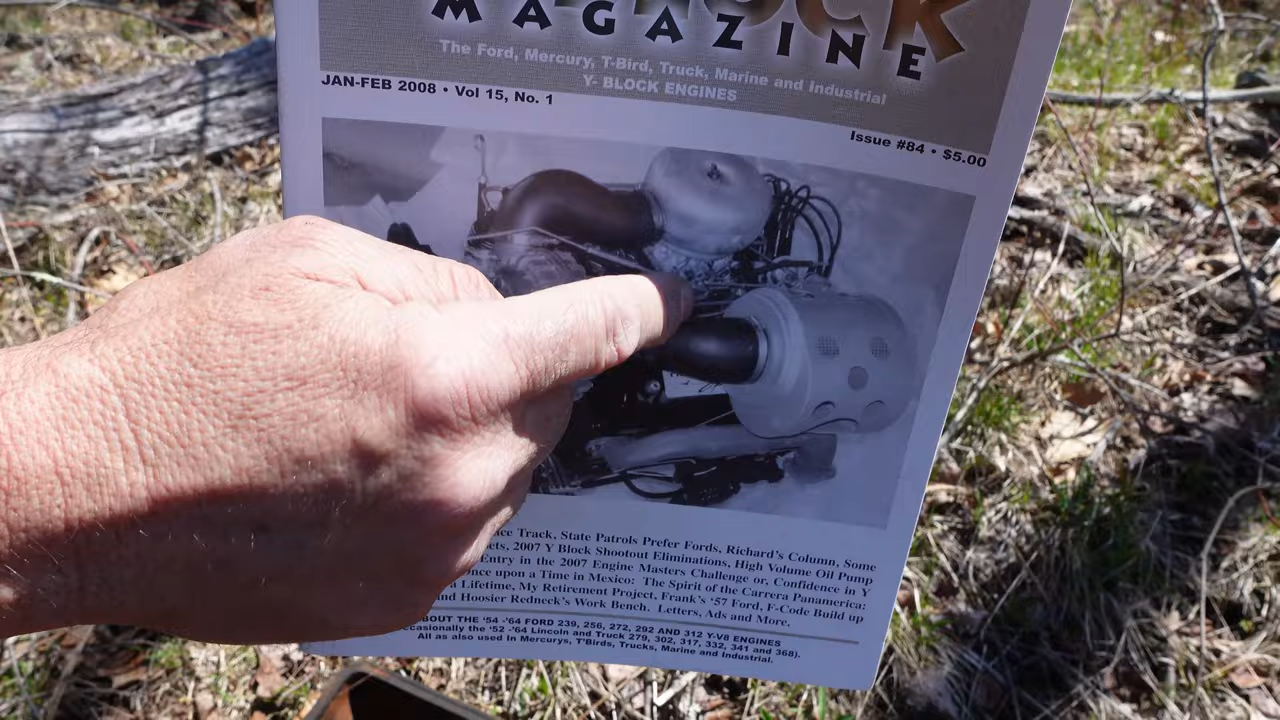 MAGAZINE
The Ford, Mercury, T-Bird, Truck, Marine and Industrial
Y- BLOCK ENGINES
JAN-FEB 2008 • Vol 15, No. 1
Issue #84 • $5.00
Track, State Patrols Prefer Fords, Richard's Column, Some
2007 Y Block Shootout Eliminations, High Volume Oil Pump
Entry in the 2007 Engine Masters Challenge or, Confidence in Y
Once upon a Time in Mexico: The Spirit of the Carrera Panamerica:
a Lifetime, My Retirement Project, Frank's '57 Ford, F-Code Build up
and Hoosier Redneck's Work Bench. Letters, Ads and More.
THE '54 -'64 FORD 239, 256, 272, 292 AND 312 Y-V8 ENGINES
the '52 -'64 Lincoln and Truck 279, 302, 317, 332, 341 and 368).
All as also used in Mercurys, T'Birds, Trucks, Marine and Industrial.